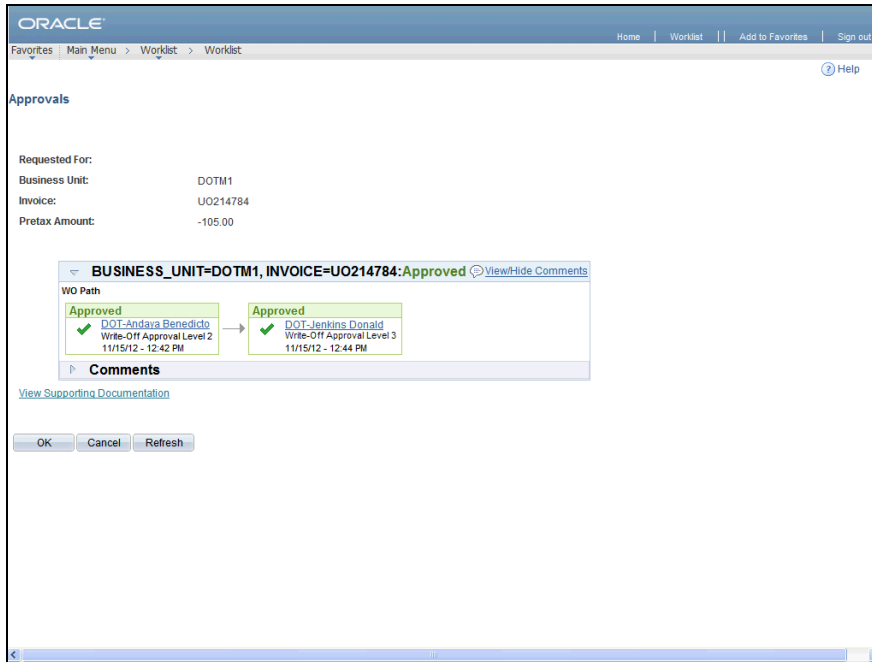 ORACLE
Home | Worklist || Add to Favorites | Sign out
Favorites | Main Menu > Worklist > Worklist
? Help
Approvals
Requested For:
Business Unit: DOTM1
Invoice: UO214784
Pretax Amount: -105.00
BUSINESS_UNIT=DOTM1, INVOICE=UO214784:Approved View/Hide Comments
WO Path
Approved
DOT-Andaya Benedicto
Write-Off Approval Level 2
11/15/12 - 12:42 PM
Approved
DOT-Jenkins Donald
Write-Off Approval Level 3
11/15/12 - 12:44 PM
Comments
View Supporting Documentation
OK Cancel Refresh